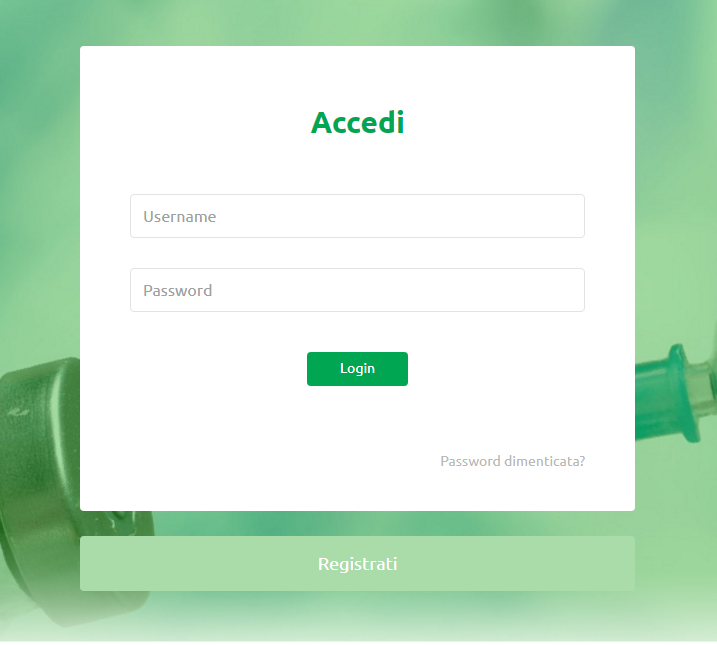 Accedi
Username
Password
Login
Password dimenticata?
Registrati